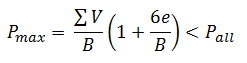 P_max = ∑V/B (1 + 6e/B) < P_all